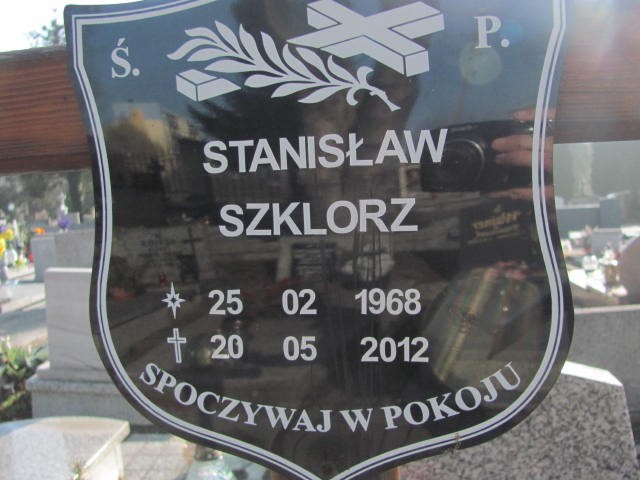 Ś. P.
STANISŁAW
SZKLORZ
25 02 1968
20 05 2012
SPOCZYWAJ W POKOJU